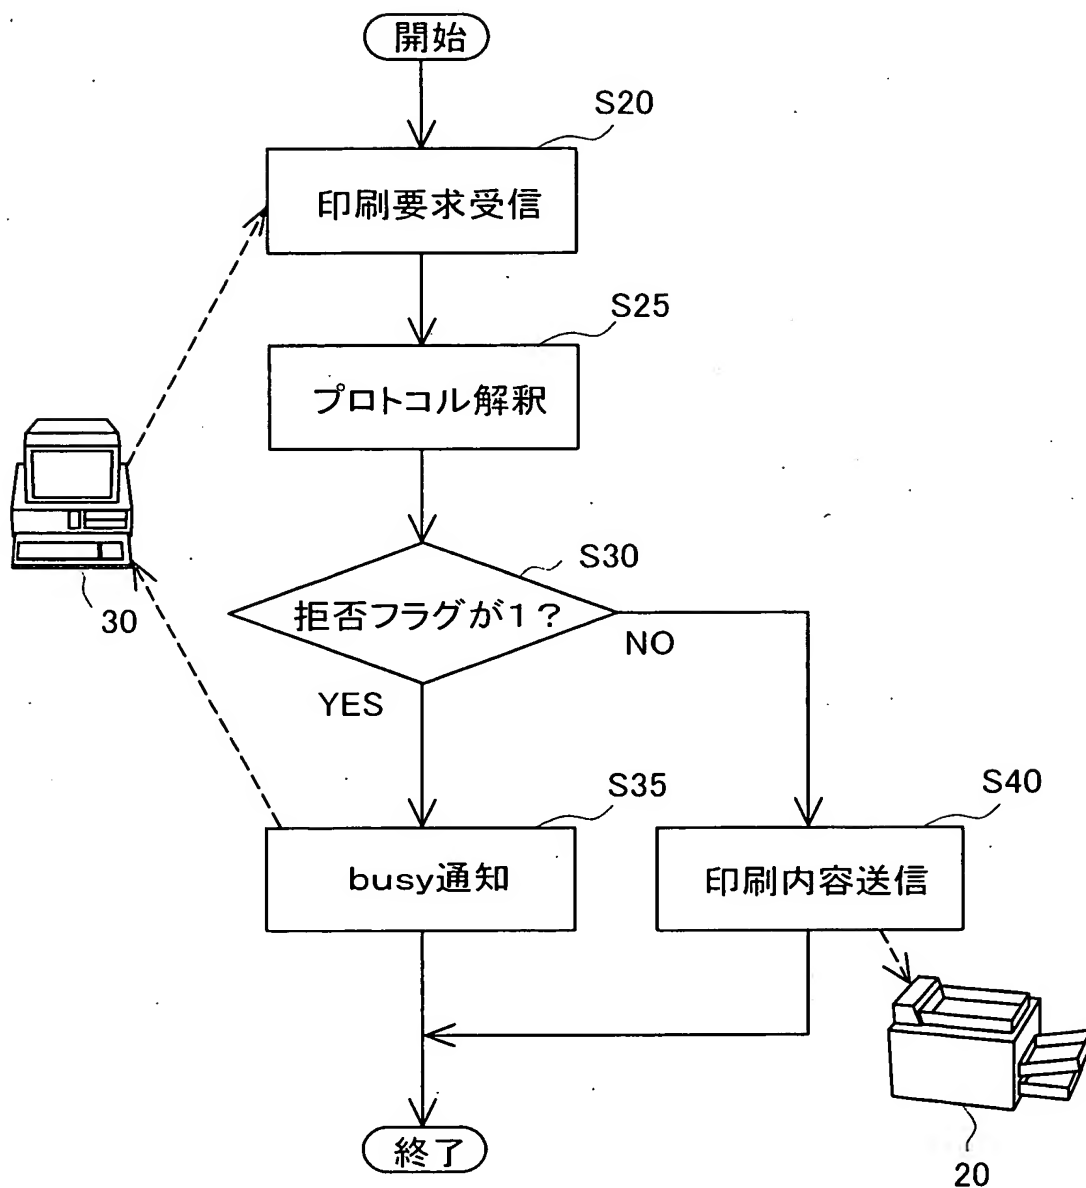 開始
S20
印刷要求受信
S25
プロトコル解釈
30
S30
拒否フラグが1?
NO
YES
S35
busy通知
S40
印刷内容送信
20
終了